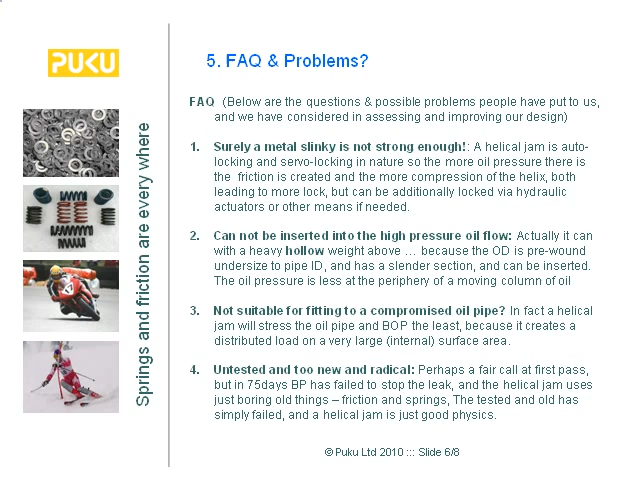 PUKU
5. FAQ & Problems?
Springs and friction are every where
FAQ (Below are the questions & possible problems people have put to us,
and we have considered in assessing and improving our design)
1. Surely a metal slinky is not strong enough!: A helical jam is auto-
locking and servo-locking in nature so the more oil pressure there is
the friction is created and the more compression of the helix, both
leading to more lock, but can be additionally locked via hydraulic
actuators or other means if needed.
2. Can not be inserted into the high pressure oil flow: Actually it can
with a heavy hollow weight above … because the OD is pre-wound
undersize to pipe ID, and has a slender section, and can be inserted.
The oil pressure is less at the periphery of a moving column of oil
3. Not suitable for fitting to a compromised oil pipe? In fact a helical
jam will stress the oil pipe and BOP the least, because it creates a
distributed load on a very large (internal) surface area.
4. Untested and too new and radical: Perhaps a fair call at first pass,
but in 75days BP has failed to stop the leak, and the helical jam uses
just boring old things – friction and springs, The tested and old has
simply failed, and a helical jam is just good physics.
© Puku Ltd 2010 ::: Slide 6/8